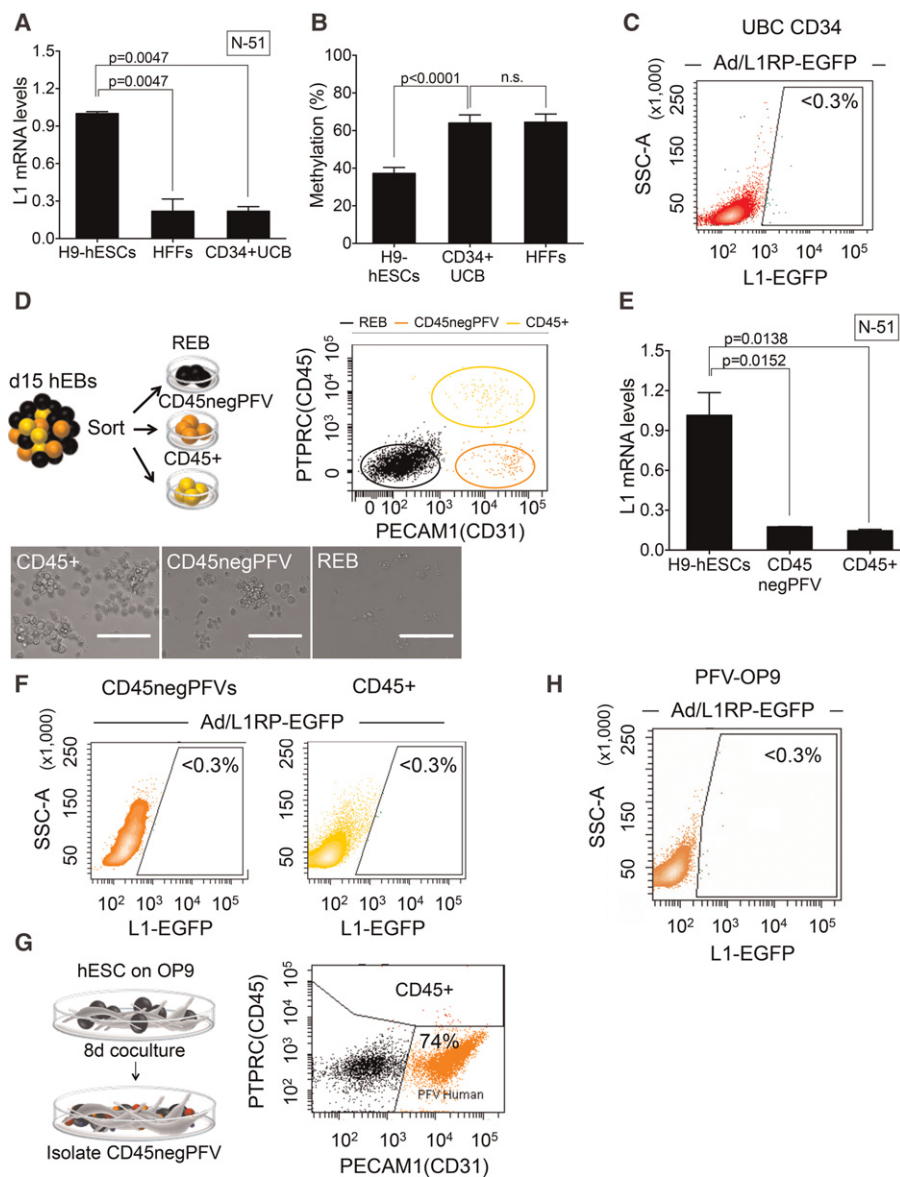 A
N-51
p=0.0047
p=0.0047
L1 mRNA levels
1.5
1.2
0.9
0.6
0.3
0.0
H9-hESCs HFFs CD34+UCB
B
100
80
60
40
20
0
Methylation (%)
p<0.0001
n.s.
H9-
hESCs
CD34+
UCB
HFFs
C
UBC CD34
Ad/L1RP-EGFP
<0.3%
SSC-A
(x1,000)
250
150
50
10² 10³ 10⁴ 10⁵
L1-EGFP
D
d15 hEBs
Sort
REB
CD45negPFV
CD45+
REB CD45negPFV CD45+
PTPRC(CD45)
10⁵
10⁴
10³
0
0 10² 10³ 10⁴ 10⁵
PECAM1(CD31)
CD45+
CD45negPFV
REB
E
N-51
p=0.0138
p=0.0152
L1 mRNA levels
1.5
1.2
0.9
0.6
0.3
0.0
H9-hESCs CD45 CD45+
negPFV
F
CD45negPFVs
CD45+
Ad/L1RP-EGFP
<0.3%
<0.3%
SSC-A
(x1,000)
250
150
50
10² 10³ 10⁴ 10⁵
L1-EGFP
250
150
50
10² 10³ 10⁴ 10⁵
L1-EGFP
G
hESC on OP9
8d coculture
Isolate CD45negPFV
PTPRC(CD45)
10⁵
10⁴
10³
10²
CD45+
74%
PFV Human
10² 10³ 10⁴ 10⁵
PECAM1(CD31)
H
PFV-OP9
Ad/L1RP-EGFP
<0.3%
SSC-A
(x1,000)
250
150
50
10² 10³ 10⁴ 10⁵
L1-EGFP